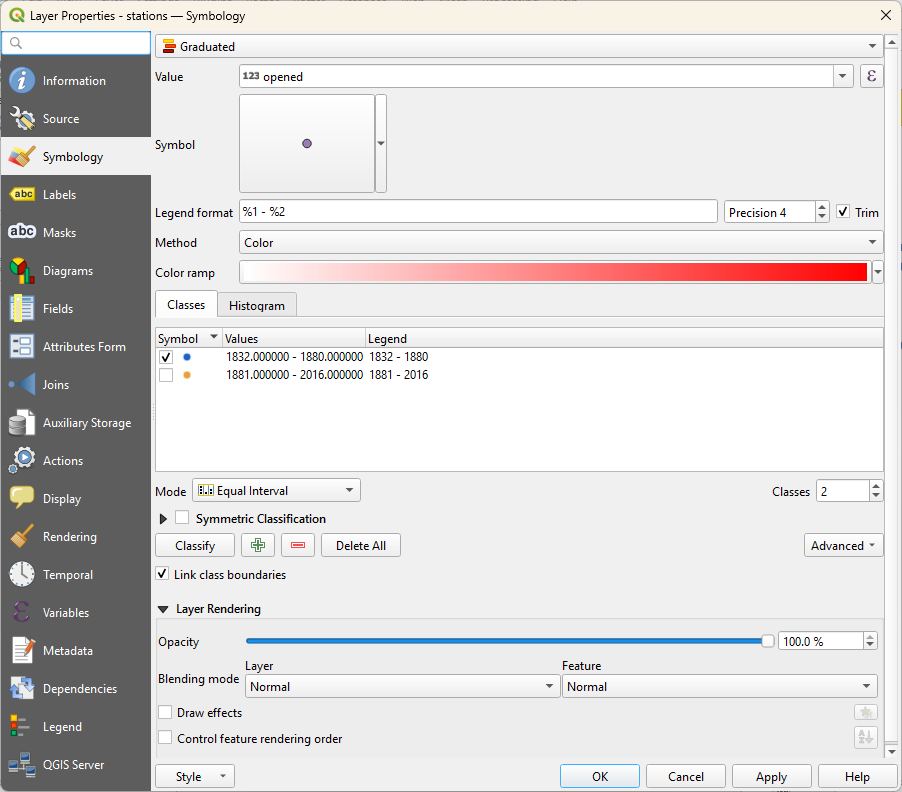 Layer Properties - stations — Symbology
Information
Source
Symbology
abc Labels
abc Masks
Diagrams
Fields
Attributes Form
Joins
Auxiliary Storage
Actions
Display
Rendering
Temporal
ε Variables
Metadata
Dependencies
Legend
QGIS Server
Graduated
Value 123 opened ε
Symbol
Legend format %1 - %2 Precision 4 Trim
Method Color
Color ramp
Classes Histogram
Symbol Values Legend
1832.000000 - 1880.000000 1832 - 1880
1881.000000 - 2016.000000 1881 - 2016
Mode Equal Interval Classes 2
Symmetric Classification
Classify Delete All Advanced
Link class boundaries
Layer Rendering
Opacity 100.0 %
Layer Feature
Blending mode Normal Normal
Draw effects
Control feature rendering order
Style OK Cancel Apply Help